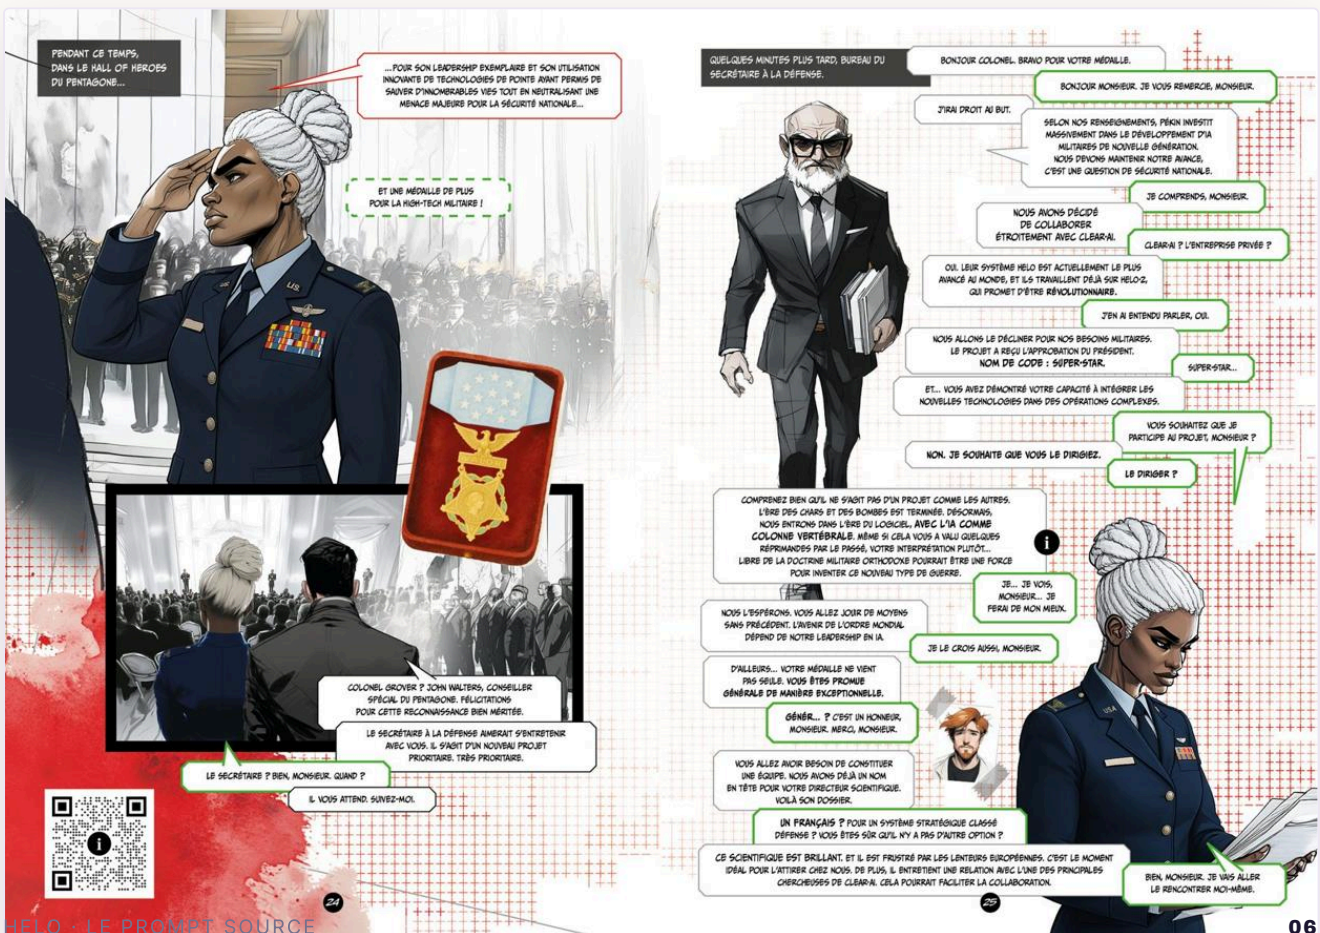 PENDANT CE TEMPS,
DANS LE HALL OF HEROES
DU PENTAGONE...
...POUR SON LEADERSHIP EXEMPLAIRE ET SON UTILISATION
INNOVANTE DE TECHNOLOGIES DE POINTE AYANT PERMIS DE
SAUVER D'INNOMBRABLES VIES TOUT EN NEUTRALISANT UNE
MENACE MAJEURE POUR LA SÉCURITÉ NATIONALE...
ET UNE MÉDAILLE DE PLUS
POUR LA HIGH-TECH MILITAIRE !
COLONEL GROVER ? JOHN WALTERS, CONSEILLER
SPÉCIAL DU PENTAGONE. FÉLICITATIONS
POUR CETTE RECONNAISSANCE BIEN MÉRITÉE.
LE SECRÉTAIRE À LA DÉFENSE AIMERAIT S'ENTRETENIR
AVEC VOUS. IL S'AGIT D'UN NOUVEAU PROJET
PRIORITAIRE. TRÈS PRIORITAIRE.
LE SECRÉTAIRE ? BIEN, MONSIEUR. QUAND ?
IL VOUS ATTEND. SUIVEZ-MOI.
i
24
QUELQUES MINUTES PLUS TARD, BUREAU DU
SECRÉTAIRE À LA DÉFENSE.
BONJOUR COLONEL. BRAVO POUR VOTRE MÉDAILLE.
BONJOUR MONSIEUR. JE VOUS REMERCIE, MONSIEUR.
J'IRAI DROIT AU BUT.
SELON NOS RENSEIGNEMENTS, PÉKIN INVESTIT
MASSIVEMENT DANS LE DÉVELOPPEMENT D'IA
MILITAIRES DE NOUVELLE GÉNÉRATION.
NOUS DEVONS MAINTENIR NOTRE AVANCE,
C'EST UNE QUESTION DE SÉCURITÉ NATIONALE.
JE COMPRENDS, MONSIEUR.
NOUS AVONS DÉCIDÉ
DE COLLABORER
ÉTROITEMENT AVEC CLEAR-AI.
CLEAR-AI ? L'ENTREPRISE PRIVÉE ?
OUI. LEUR SYSTÈME HELO EST ACTUELLEMENT LE PLUS
AVANCÉ AU MONDE, ET ILS TRAVAILLENT DÉJÀ SUR HELO-2,
QUI PROMET D'ÊTRE RÉVOLUTIONNAIRE.
J'EN AI ENTENDU PARLER, OUI.
NOUS ALLONS LE DÉCLINER POUR NOS BESOINS MILITAIRES.
LE PROJET A REÇU L'APPROBATION DU PRÉSIDENT.
NOM DE CODE : SUPER-STAR.
SUPER-STAR...
ET... VOUS AVEZ DÉMONTRÉ VOTRE CAPACITÉ À INTÉGRER LES
NOUVELLES TECHNOLOGIES DANS DES OPÉRATIONS COMPLEXES.
VOUS SOUHAITEZ QUE JE
PARTICIPE AU PROJET, MONSIEUR ?
NON. JE SOUHAITE QUE VOUS LE DIRIGIEZ.
LE DIRIGER ?
COMPRENEZ BIEN QU'IL NE S'AGIT PAS D'UN PROJET COMME LES AUTRES.
L'ÈRE DES CHARS ET DES BOMBES EST TERMINÉE. DÉSORMAIS,
NOUS ENTRONS DANS L'ÈRE DU LOGICIEL, AVEC L'IA COMME
COLONNE VERTÉBRALE. MÊME SI CELA VOUS A VALU QUELQUES
RÉPRIMANDES PAR LE PASSÉ, VOTRE INTERPRÉTATION PLUTÔT...
LIBRE DE LA DOCTRINE MILITAIRE ORTHODOXE POURRAIT ÊTRE UNE FORCE
POUR INVENTER CE NOUVEAU TYPE DE GUERRE.
i
JE... JE VOIS,
MONSIEUR... JE
FERAI DE MON MIEUX.
NOUS L'ESPÉRONS. VOUS ALLEZ JOUIR DE MOYENS
SANS PRÉCÉDENT. L'AVENIR DE L'ORDRE MONDIAL
DÉPEND DE NOTRE LEADERSHIP EN IA.
JE LE CROIS AUSSI, MONSIEUR.
D'AILLEURS... VOTRE MÉDAILLE NE VIENT
PAS SEULE. VOUS ÊTES PROMUE
GÉNÉRALE DE MANIÈRE EXCEPTIONNELLE.
GÉNÉR... ? C'EST UN HONNEUR,
MONSIEUR. MERCI, MONSIEUR.
USA
VOUS ALLEZ AVOIR BESOIN DE CONSTITUER
UNE ÉQUIPE. NOUS AVONS DÉJÀ UN NOM
EN TÊTE POUR VOTRE DIRECTEUR SCIENTIFIQUE.
VOILÀ SON DOSSIER.
UN FRANÇAIS ? POUR UN SYSTÈME STRATÉGIQUE CLASSÉ
DÉFENSE ? VOUS ÊTES SÛR QU'IL N'Y A PAS D'AUTRE OPTION ?
CE SCIENTIFIQUE EST BRILLANT. ET IL EST FRUSTRÉ PAR LES LENTEURS EUROPÉENNES. C'EST LE MOMENT
IDÉAL POUR L'ATTIRER CHEZ NOUS. DE PLUS, IL ENTRETIENT UNE RELATION AVEC L'UNE DES PRINCIPALES
CHERCHEUSES DE CLEAR-AI. CELA POURRAIT FACILITER LA COLLABORATION.
BIEN, MONSIEUR. JE VAIS ALLER
LE RENCONTRER MOI-MÊME.
25
HELO - LE PROMPT SOURCE
06